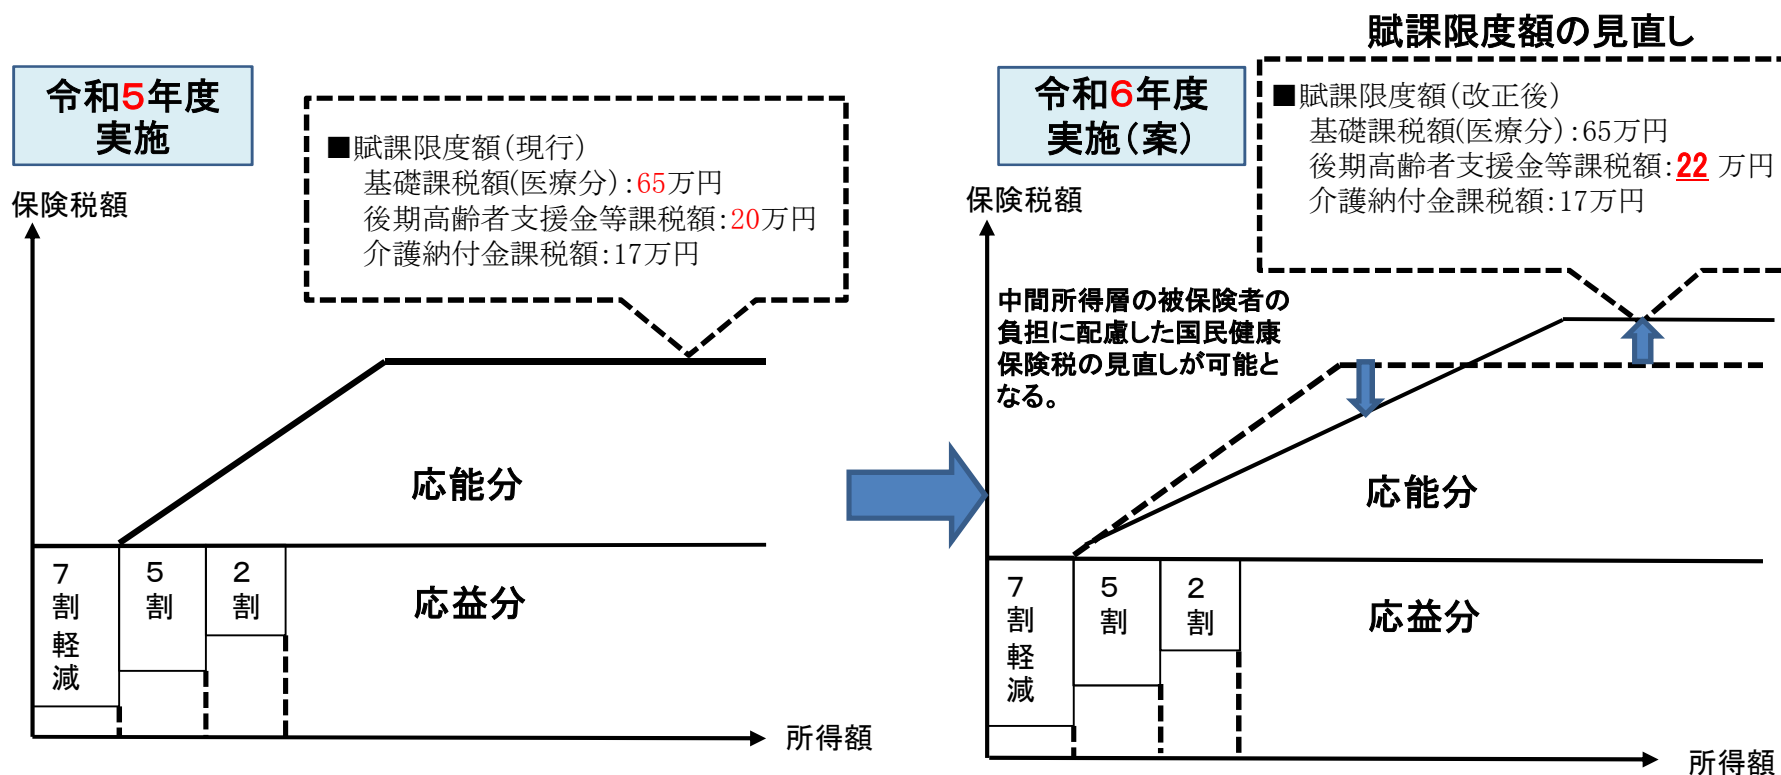 賦課限度額の見直し
令和5年度
実施
■賦課限度額(現行)
基礎課税額(医療分):65万円
後期高齢者支援金等課税額:20万円
介護納付金課税額:17万円
保険税額
応能分
7割軽減
5割
2割
応益分
所得額
令和6年度
実施(案)
■賦課限度額(改正後)
基礎課税額(医療分):65万円
後期高齢者支援金等課税額:22 万円
介護納付金課税額:17万円
保険税額
中間所得層の被保険者の
負担に配慮した国民健康
保険税の見直しが可能と
なる。
応能分
7割軽減
5割
2割
応益分
所得額